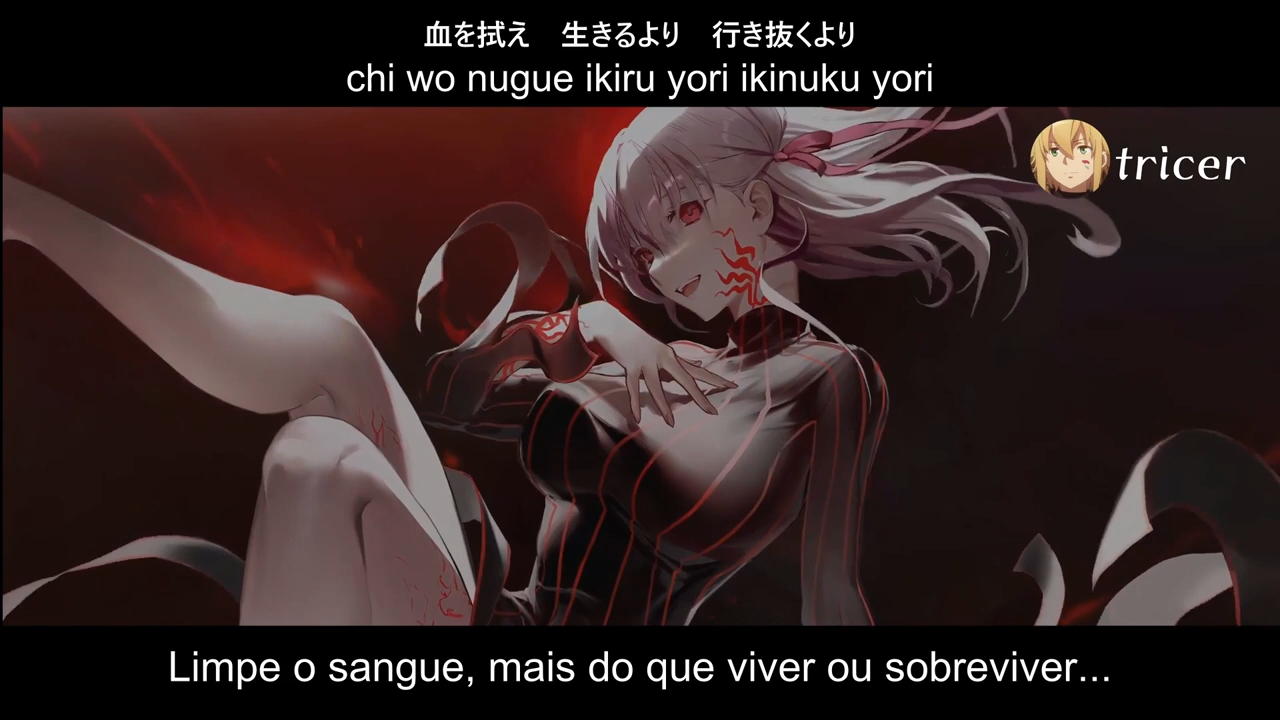 血を拭え　生きるより　行き抜くより
chi wo nugue ikiru yori ikinuku yori
tricer
Limpe o sangue, mais do que viver ou sobreviver...